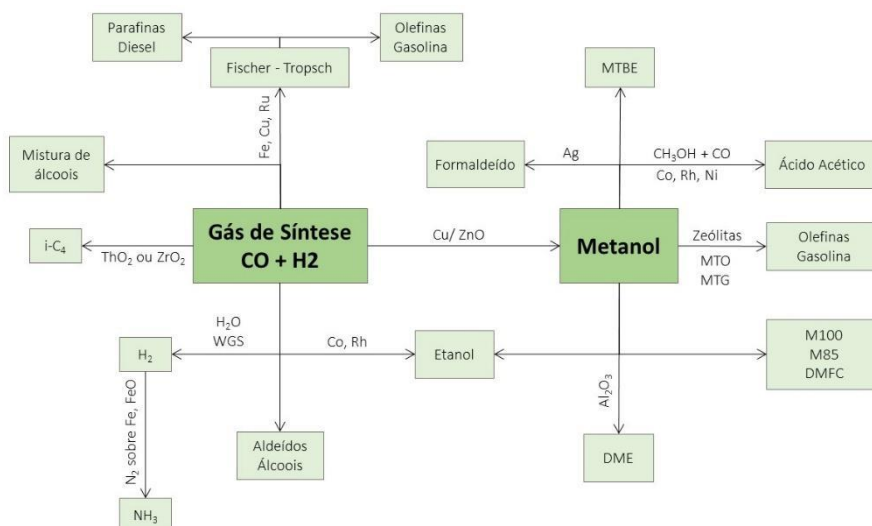 Parafinas
Diesel
Olefinas
Gasolina
Fischer - Tropsch
MTBE
Fe, Cu, Ru
Mistura de
álcoois
Formaldeído
Ag
CH₃OH + CO
Co, Rh, Ni
Ácido Acético
i-C₄
ThO₂ ou ZrO₂
Gás de Síntese
CO + H2
Cu/ ZnO
Metanol
Zeólitas
MTO
MTG
Olefinas
Gasolina
H₂O
WGS
H₂
Co, Rh
Etanol
M100
M85
DMFC
Al₂O₃
N₂ sobre Fe, FeO
Aldeídos
Álcoois
DME
NH₃